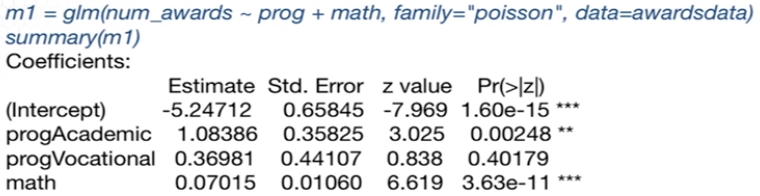 m1 = glm(num_awards ~ prog + math, family="poisson", data=awardsdata)
summary(m1)
Coefficients:
Estimate Std. Error z value Pr(>|z|)
(Intercept) -5.24712 0.65845 -7.969 1.60e-15 ***
progAcademic 1.08386 0.35825 3.025 0.00248 **
progVocational 0.36981 0.44107 0.838 0.40179
math 0.07015 0.01060 6.619 3.63e-11 ***